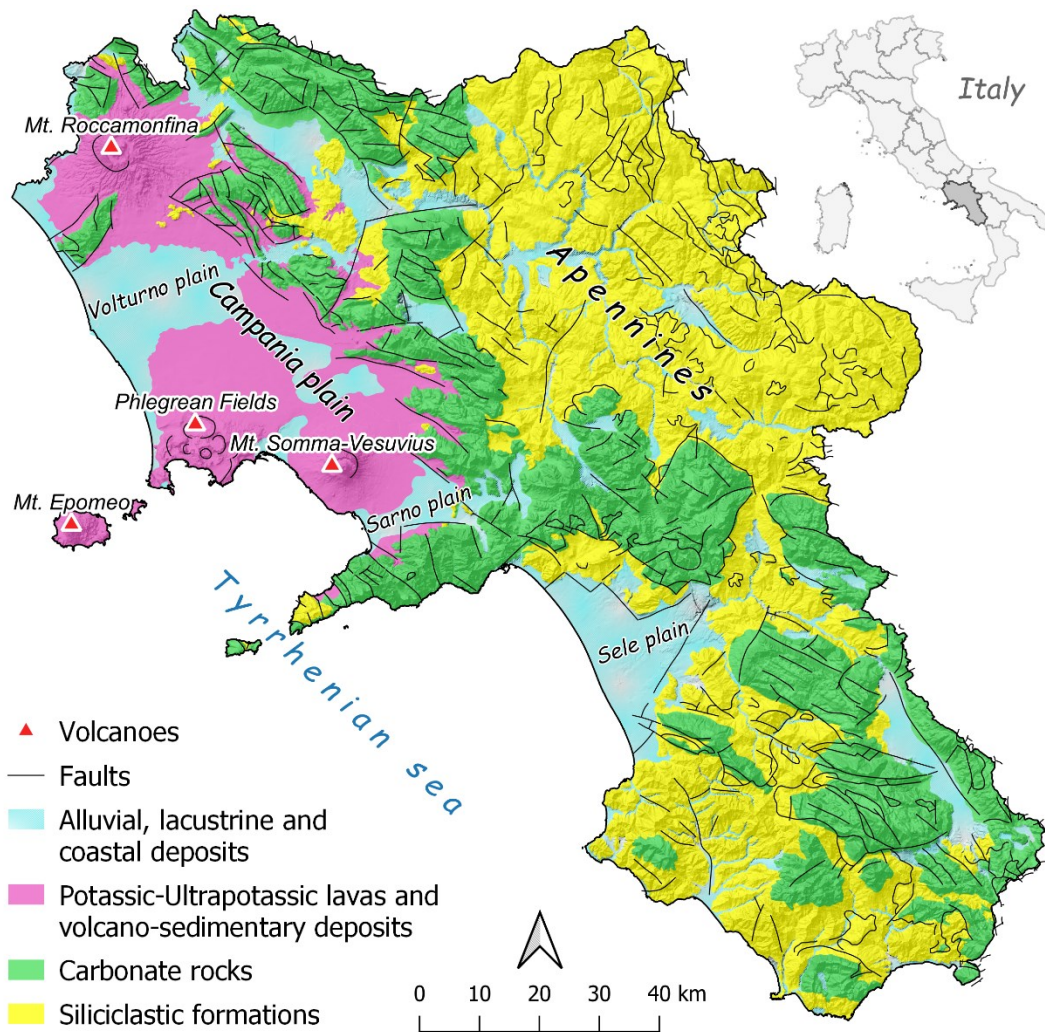 Italy
Mt. Roccamonfina
Apennines
Volturno plain
Campania plain
Phlegrean Fields
Mt. Somma-Vesuvius
Mt. Epomeo
Sarno plain
Tyrrhenian sea
Sele plain
Volcanoes
Faults
Alluvial, lacustrine and
coastal deposits
Potassic-Ultrapotassic lavas and
volcano-sedimentary deposits
Carbonate rocks
Siliciclastic formations
0 10 20 30 40 km